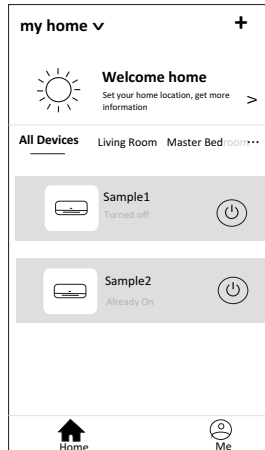 my home
Welcome home
Set your home location, get more
information
All Devices Living Room Master Bedroom...
Sample1
Turned off
Sample2
Already On
Home Me